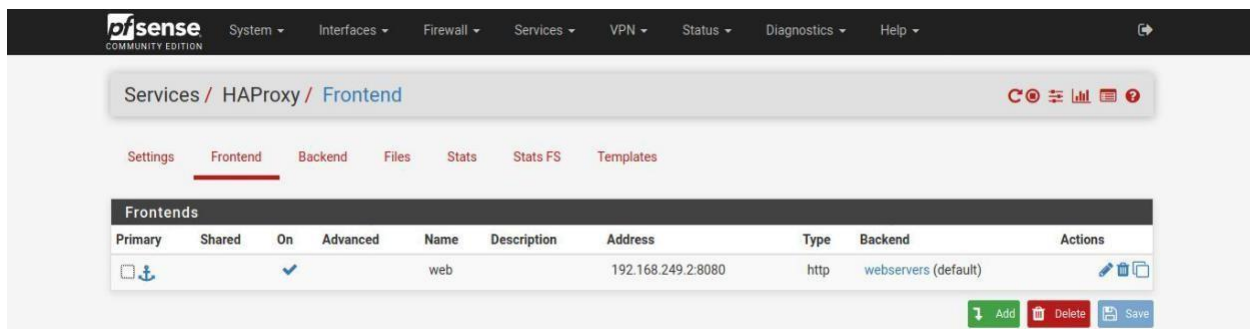 pfsense System Interfaces Firewall Services VPN Status Diagnostics Help
COMMUNITY EDITION
Services / HAProxy / Frontend
Settings Frontend Backend Files Stats Stats FS Templates
Frontends
Primary Shared On Advanced Name Description Address Type Backend Actions
web 192.168.249.2:8080 http webservers (default)
Add Delete Save